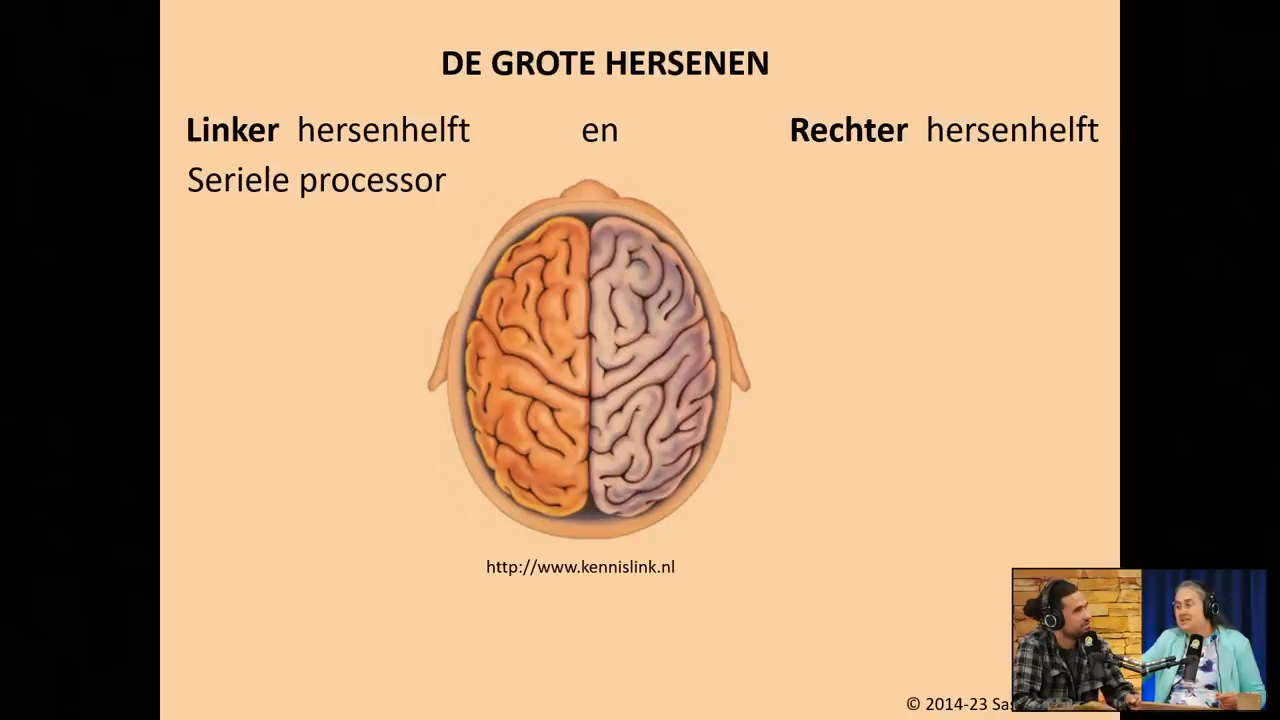 DE GROTE HERSENEN
Linker hersenhelft en Rechter hersenhelft
Seriele processor
http://www.kennislink.nl
© 2014-23